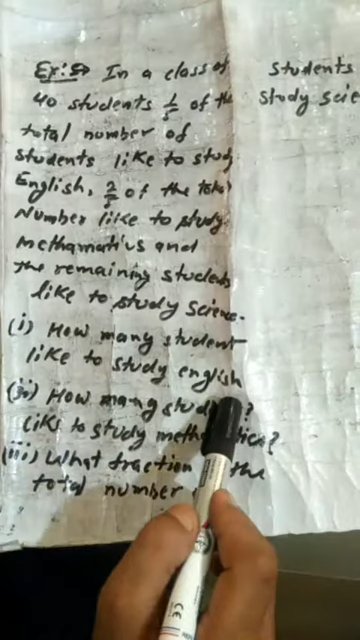 Ex:⇒ In a class of
40 students 1/5 of the
total number of
students like to study
English, 2/5 of the total
Number like to study
methamatics and
the remaining students
like to study science.
(i) How many student
like to study english
(ii) How many stud ?
like to study methe tics?
(iii) What fraction the
total number
students
study scie